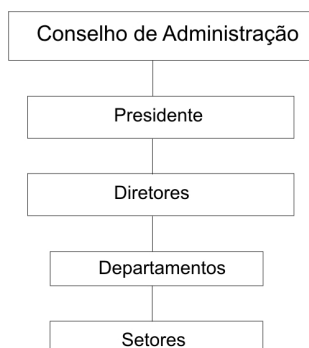 Conselho de Administração
Presidente
Diretores
Departamentos
Setores